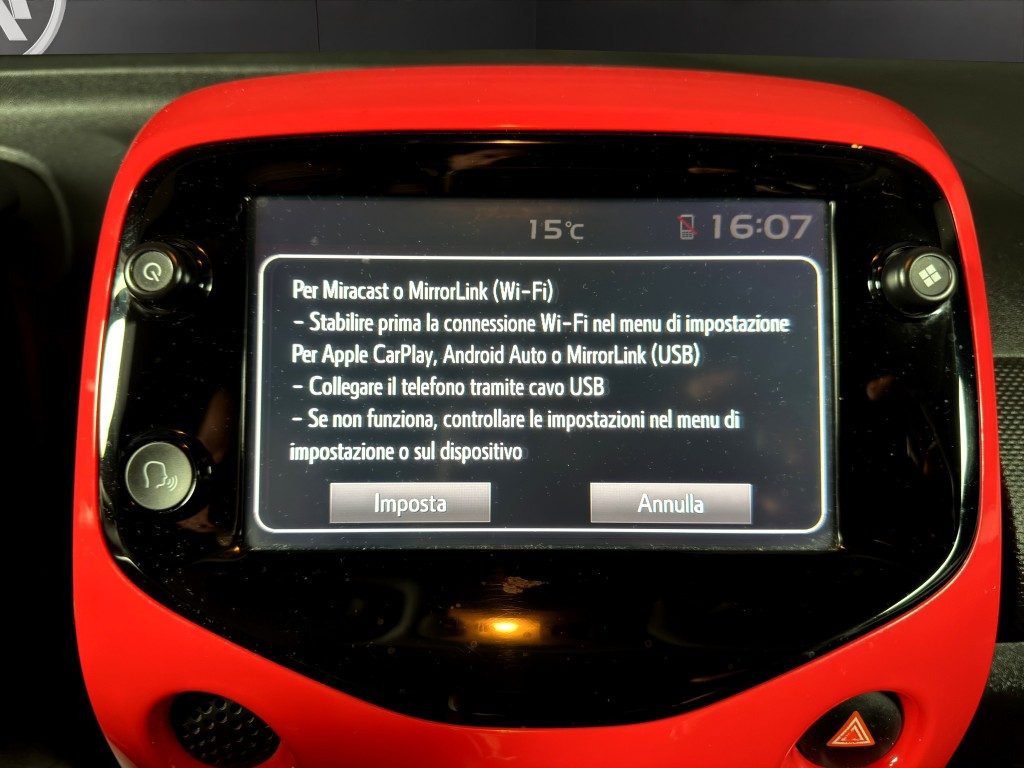 15°C
16:07
Per Miracast o MirrorLink (Wi-Fi)
- Stabilire prima la connessione Wi-Fi nel menu di impostazione
Per Apple CarPlay, Android Auto o MirrorLink (USB)
- Collegare il telefono tramite cavo USB
- Se non funziona, controllare le impostazioni nel menu di
impostazione o sul dispositivo
Imposta
Annulla